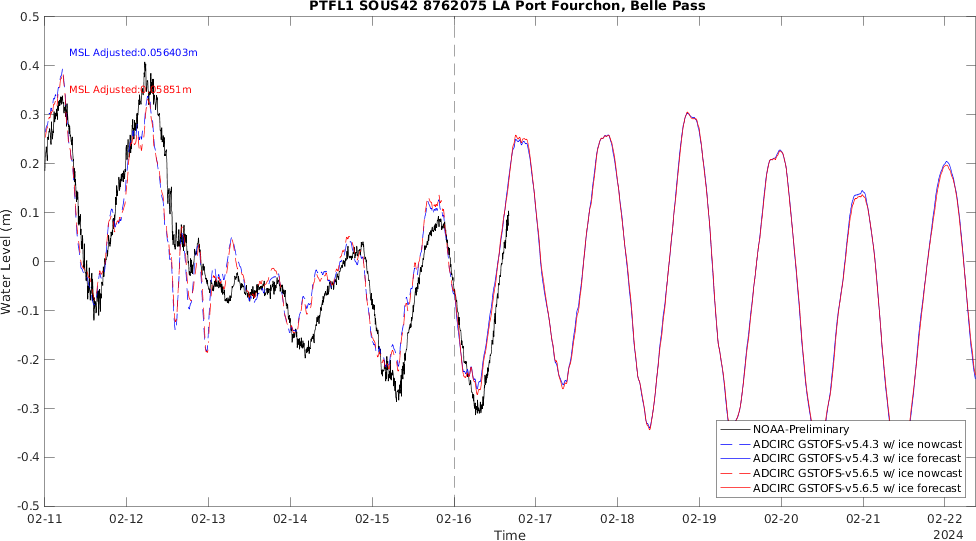 PTFL1 SOUS42 8762075 LA Port Fourchon, Belle Pass
0.5
0.4
0.3
0.2
0.1
0
-0.1
-0.2
-0.3
-0.4
-0.5
Water Level (m)
MSL Adjusted:0.056403m
MSL Adjusted:0.05851m
NOAA-Preliminary
ADCIRC GSTOFS-v5.4.3 w/ ice nowcast
ADCIRC GSTOFS-v5.4.3 w/ ice forecast
ADCIRC GSTOFS-v5.6.5 w/ ice nowcast
ADCIRC GSTOFS-v5.6.5 w/ ice forecast
02-11 02-12 02-13 02-14 02-15 02-16 02-17 02-18 02-19 02-20 02-21 02-22
Time
2024